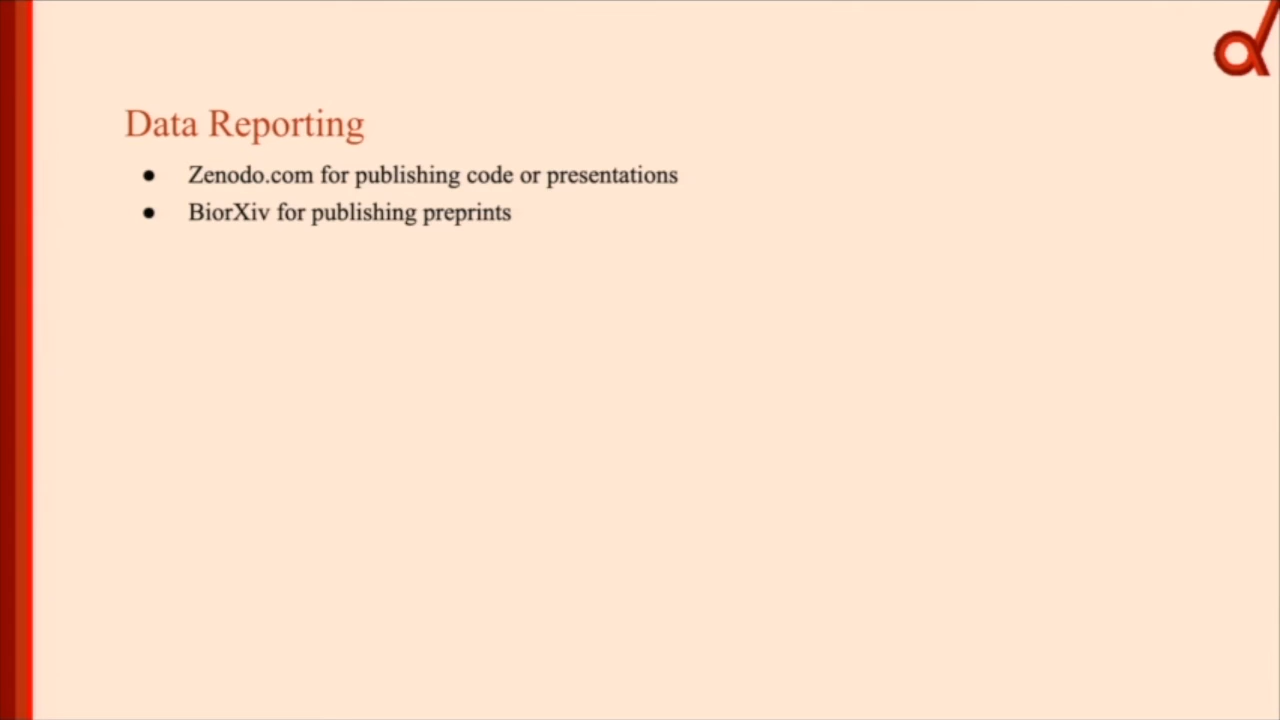 Data Reporting
● Zenodo.com for publishing code or presentations
● BiorXiv for publishing preprints